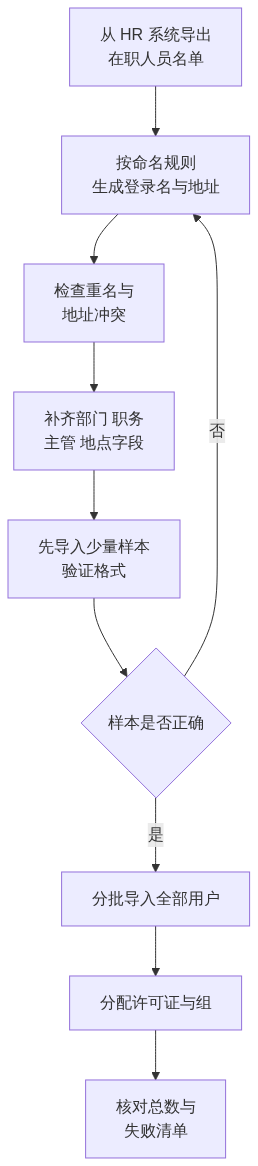 从 HR 系统导出
在职人员名单
按命名规则
生成登录名与地址
检查重名与
地址冲突
补齐部门 职务
主管 地点字段
否
先导入少量样本
验证格式
样本是否正确
是
分批导入全部用户
分配许可证与组
核对总数与
失败清单